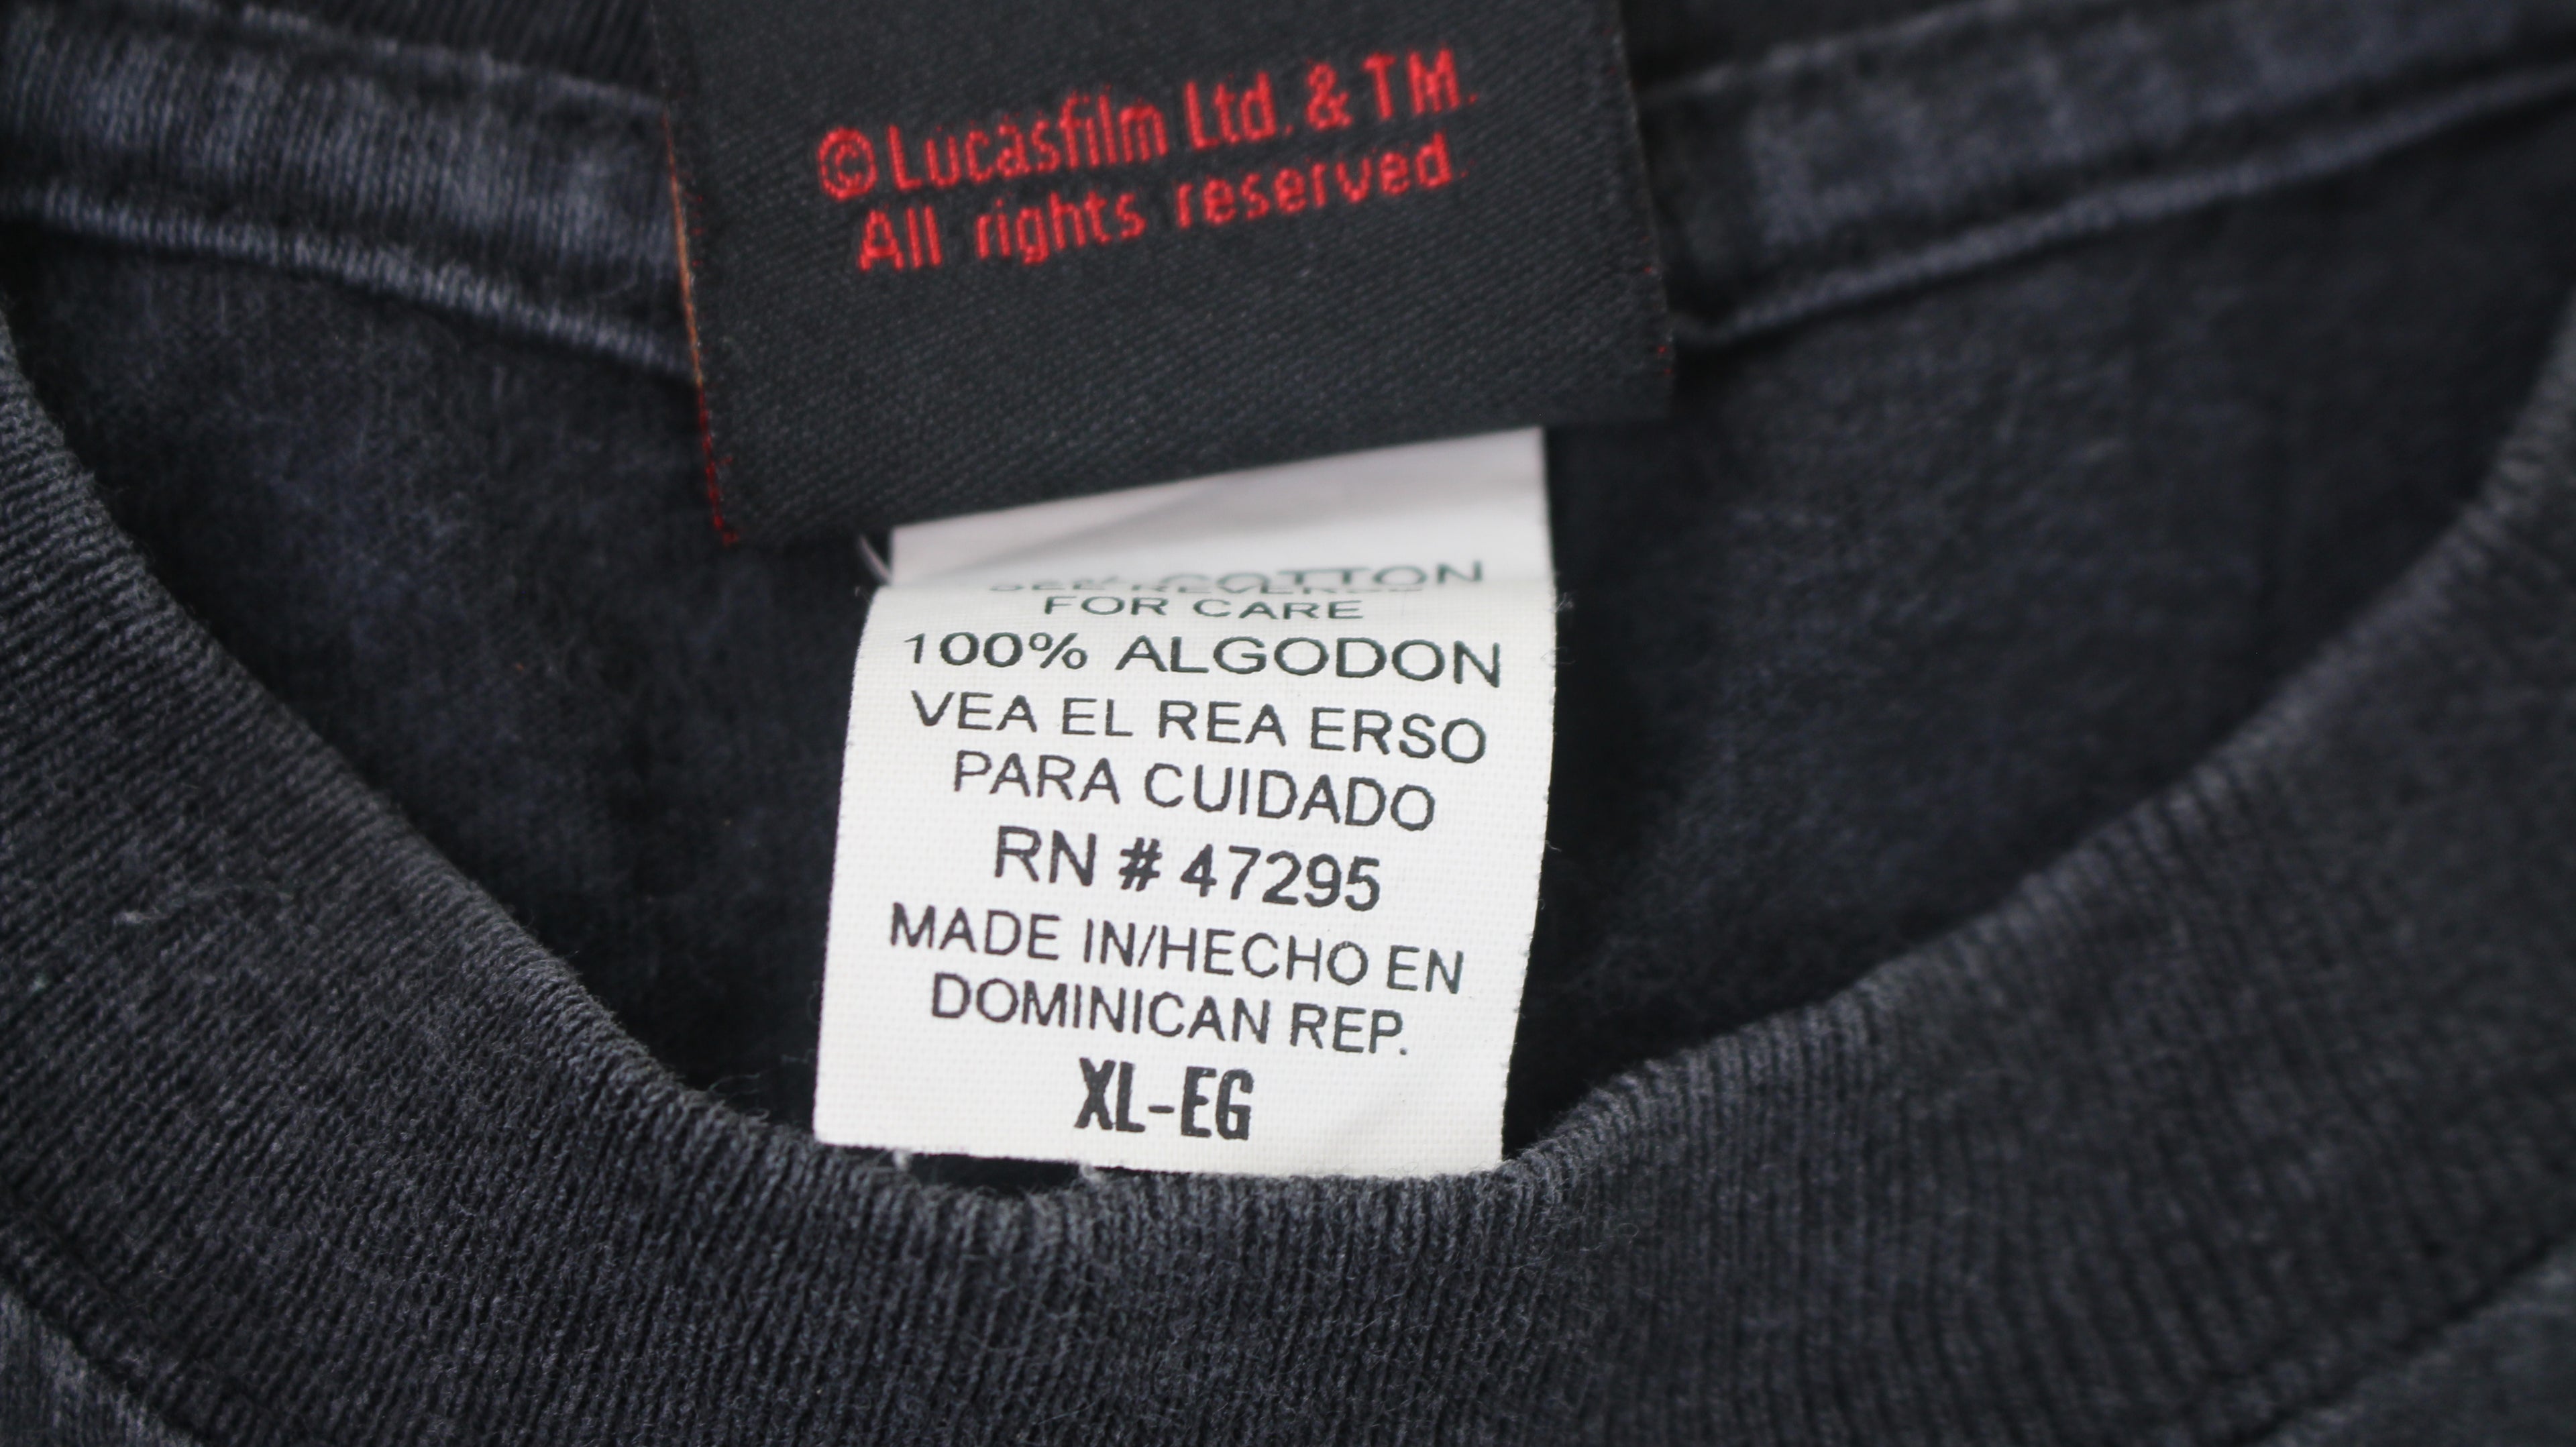 ©Lucasfilm Ltd. & TM.
All rights reserved.
COTTON
FOR CARE
100% ALGODON
VEA EL REA ERSO
PARA CUIDADO
RN # 47295
MADE IN/HECHO EN
DOMINICAN REP.
XL-EG